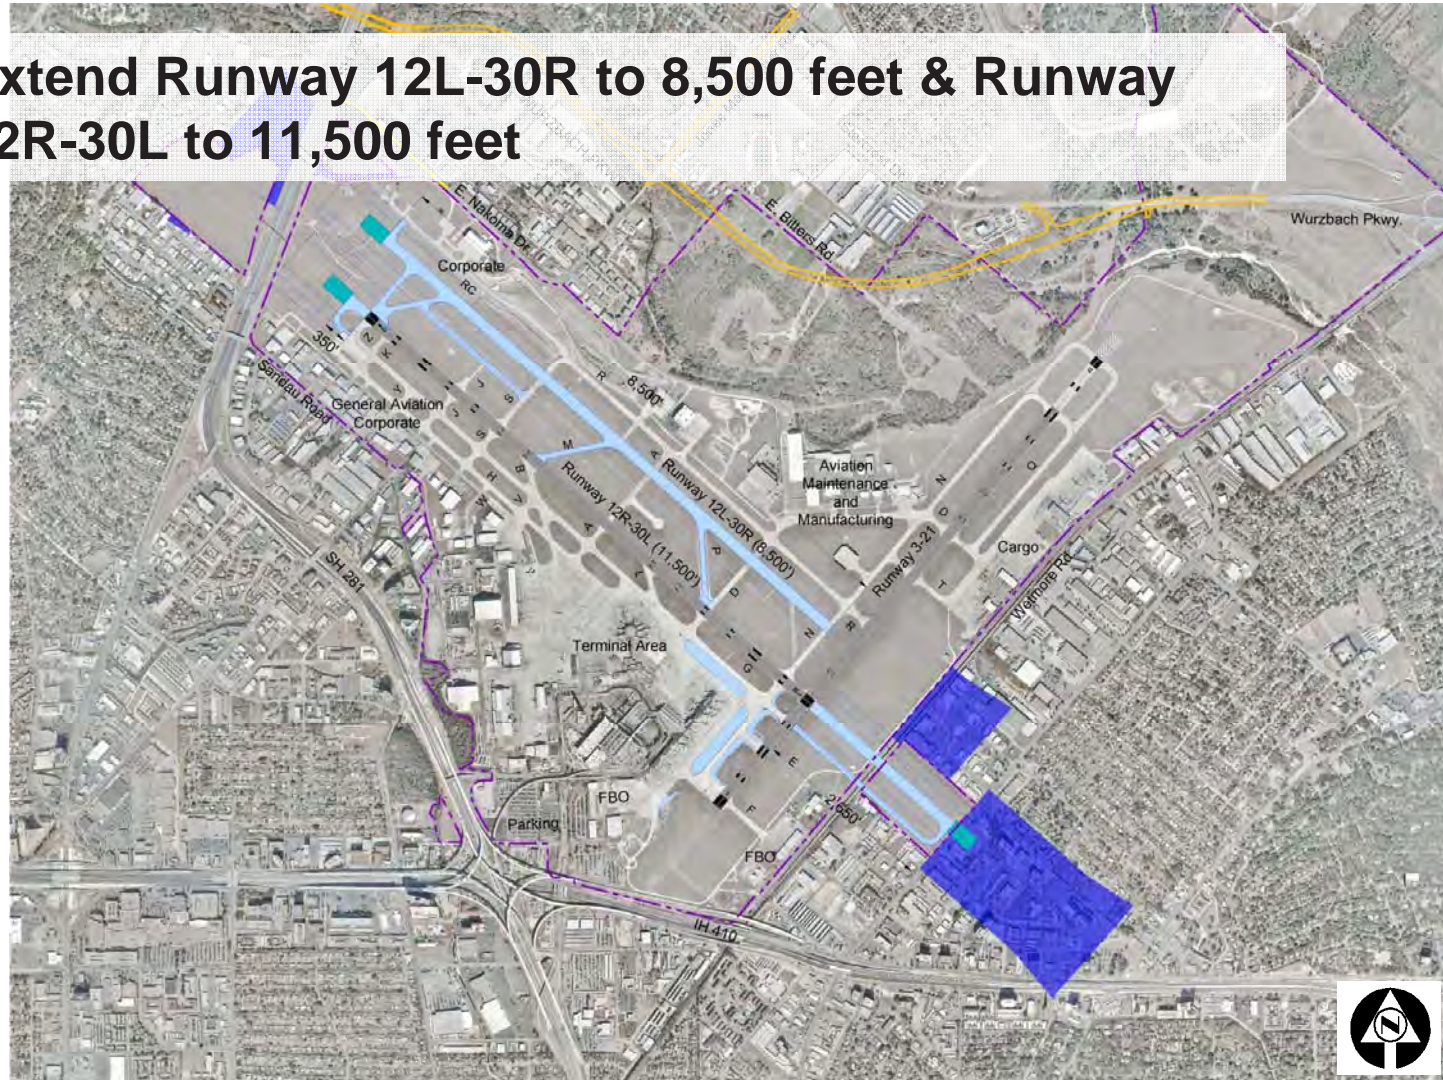 xtend Runway 12L-30R to 8,500 feet & Runway
2R-30L to 11,500 feet
E. Nakoma Dr.
E. Bitters Rd
Wurzbach Pkwy.
Corporate
RC
350'
Z
K
Y
J
J
S
S
R
8,500'
Sandau Road
General Aviation
Corporate
M
A
H
B
W
V
Runway 12R-30L (11,500')
Runway 12L-30R (8,500')
Aviation
Maintenance
and
Manufacturing
N
Q
D
Runway 3-21
Cargo
T
Wetmore Rd.
SH 281
A
L
P
D
N
R
Terminal Area
G
E
F
2,650'
FBO
Parking
FBO
IH 410
N